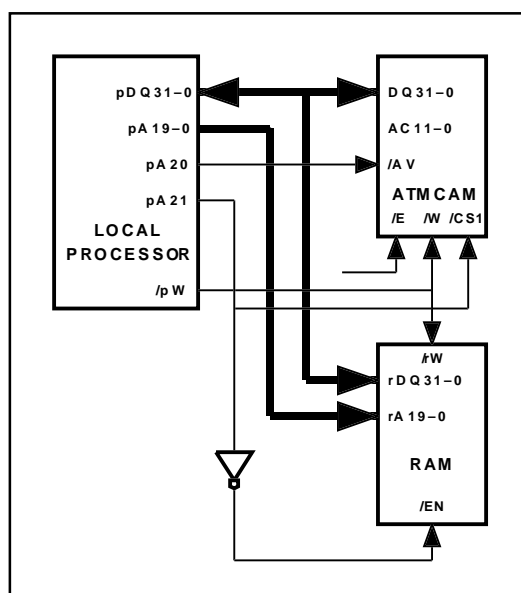 pDQ31-0
pA19-0
pA20
pA21
LOCAL
PROCESSOR
/pW
DQ31-0
AC11-0
/AV
ATMCAM
/E /W /CS1
/rW
rDQ31-0
rA19-0
RAM
/EN